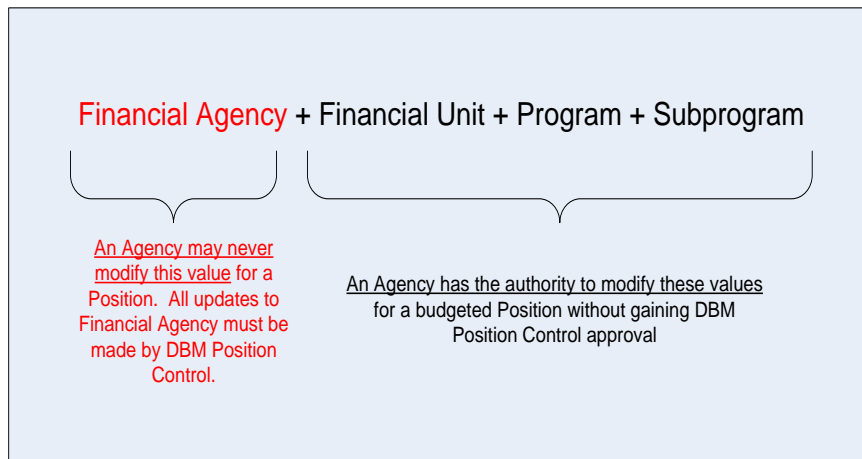 Financial Agency + Financial Unit + Program + Subprogram
An Agency may never
modify this value for a
Position.  All updates to
Financial Agency must be
made by DBM Position
Control.
An Agency has the authority to modify these values
for a budgeted Position without gaining DBM
Position Control approval